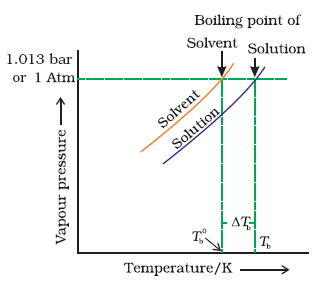 Boiling point of
Solvent
Solution
1.013 bar
or 1 Atm
Solvent
Solution
Vapour pressure
ΔT_b
T_b^0
T_b
Temperature/K